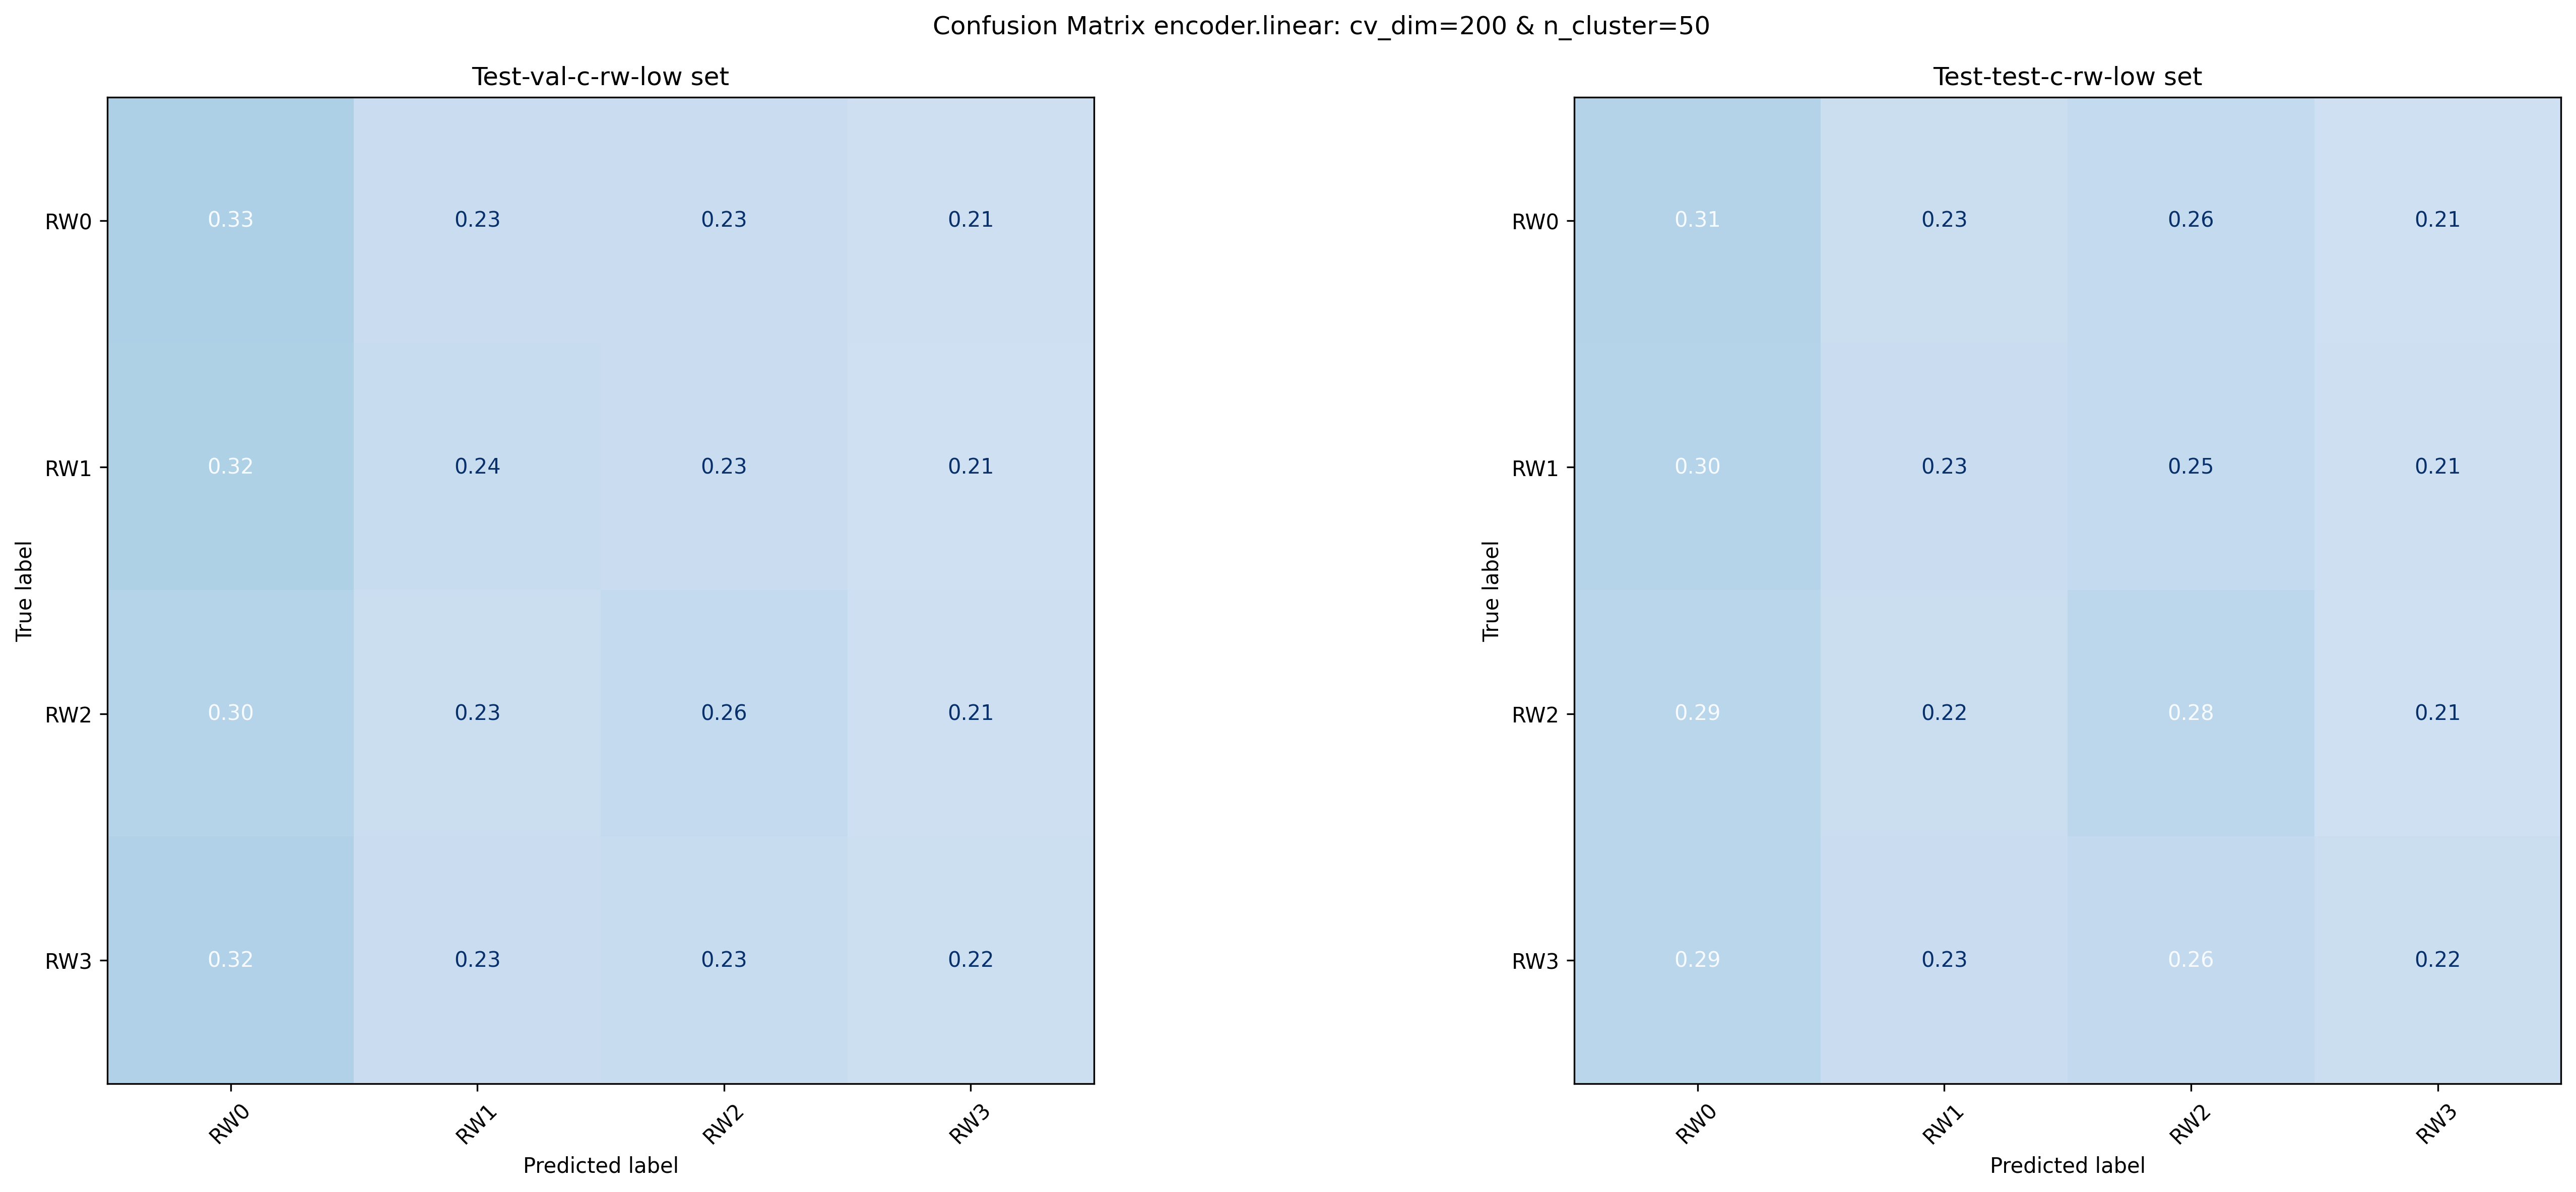 Confusion Matrix encoder.linear: cv_dim=200 & n_cluster=50
Test-val-c-rw-low set
True label
RW0 0.33 0.23 0.23 0.21
RW1 0.32 0.24 0.23 0.21
RW2 0.30 0.23 0.26 0.21
RW3 0.32 0.23 0.23 0.22
RW0 RW1 RW2 RW3
Predicted label
Test-test-c-rw-low set
True label
RW0 0.31 0.23 0.26 0.21
RW1 0.30 0.23 0.25 0.21
RW2 0.29 0.22 0.28 0.21
RW3 0.29 0.23 0.26 0.22
RW0 RW1 RW2 RW3
Predicted label